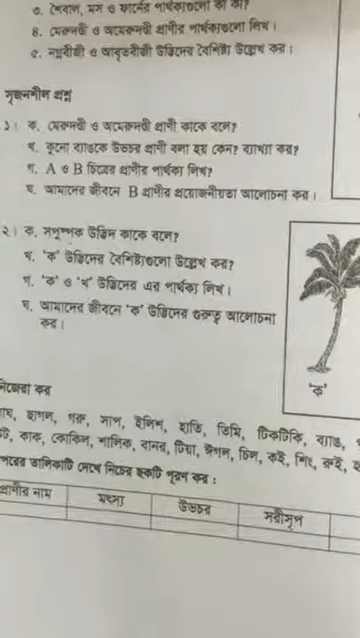 ৩. শৈবাল, মস ও ফার্নের পার্থক্যগুলো কী কী?
৪. মেরুদণ্ডী ও অমেরুদণ্ডী প্রাণীর পার্থক্যগুলো লিখ।
৫. নগ্নবীজী ও আবৃতবীজী উদ্ভিদের বৈশিষ্ট্য উল্লেখ কর।
সৃজনশীল প্রশ্ন
১। ক. মেরুদণ্ডী ও অমেরুদণ্ডী প্রাণী কাকে বলে?
খ. কুনো ব্যাঙকে উভচর প্রাণী বলা হয় কেন? ব্যাখ্যা কর?
গ. A ও B চিত্রের প্রাণীর পার্থক্য লিখ?
ঘ. আমাদের জীবনে B প্রাণীর প্রয়োজনীয়তা আলোচনা কর।
২। ক. সপুষ্পক উদ্ভিদ কাকে বলে?
খ. ‘ক’ উদ্ভিদের বৈশিষ্ট্যগুলো উল্লেখ কর?
গ. ‘ক’ ও ‘খ’ উদ্ভিদের এর পার্থক্য লিখ।
ঘ. আমাদের জীবনে ‘ক’ উদ্ভিদের গুরুত্ব আলোচনা
কর।
‘ক’
নিজেরা কর
ছাগল, গরু, সাপ, ইলিশ, হাতি, তিমি, টিকটিকি, ব্যাঙ,
কাক, কোকিল, শালিক, বানর, টিয়া, ঈগল, চিল, কই, শিং, রুই,
তালিকাটি দেখে নিচের ছকটি পূরণ কর :
প্রাণীর নাম মৎস্য উভচর সরীসৃপ